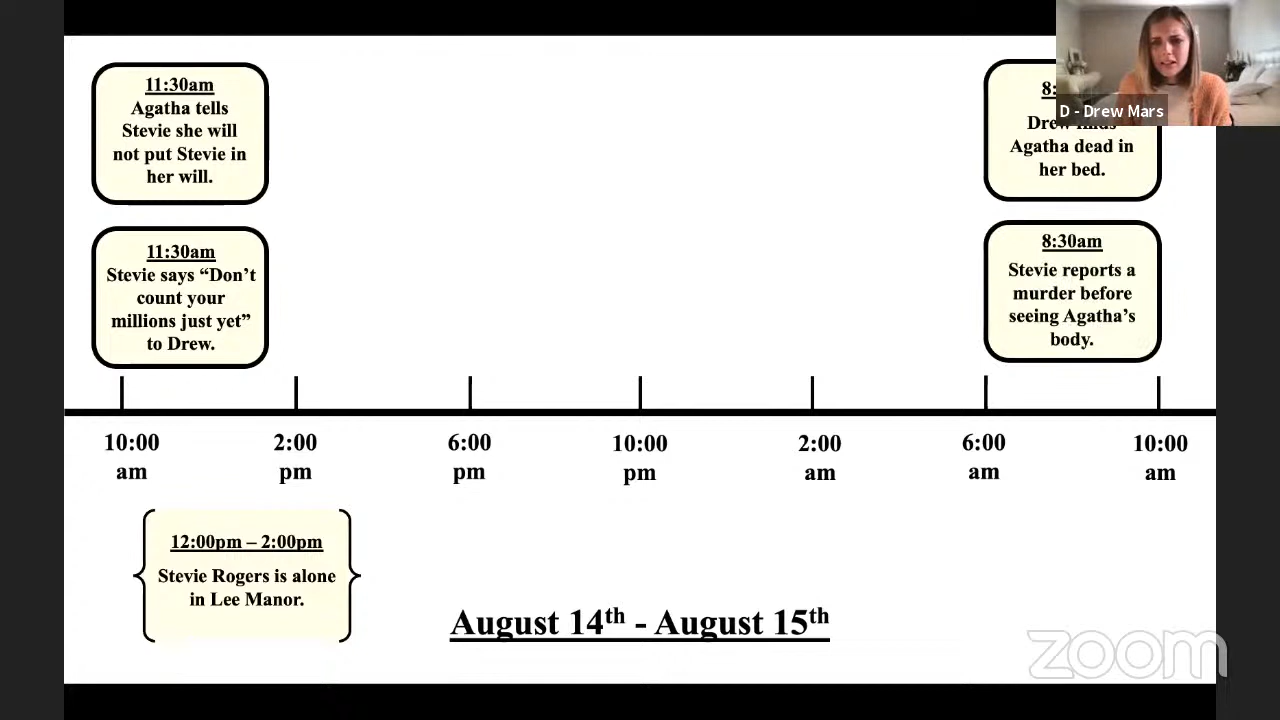 11:30am
Agatha tells
Stevie she will
not put Stevie in
her will.
11:30am
Stevie says “Don’t
count your
millions just yet”
to Drew.
8:
D - Drew Mars
Drew finds
Agatha dead in
her bed.
8:30am
Stevie reports a
murder before
seeing Agatha’s
body.
10:00
am
2:00
pm
6:00
pm
10:00
pm
2:00
am
6:00
am
10:00
am
12:00pm – 2:00pm
Stevie Rogers is alone
in Lee Manor.
August 14th - August 15th
zoom